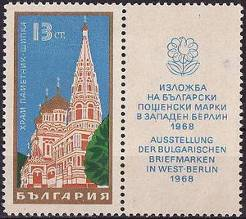 13 СТ.
ХРАМ ПАМЕТНИК-ШИПКА
БЪЛГАРИЯ
ИЗЛОЖБА
НА БЪЛГАРСКИ
ПОЩЕНСКИ МАРКИ
В ЗАПАДЕН БЕРЛИН
1968
AUSSTELLUNG
DER BULGARISCHEN
BRIEFMARKEN
IN WEST-BERLIN
1968